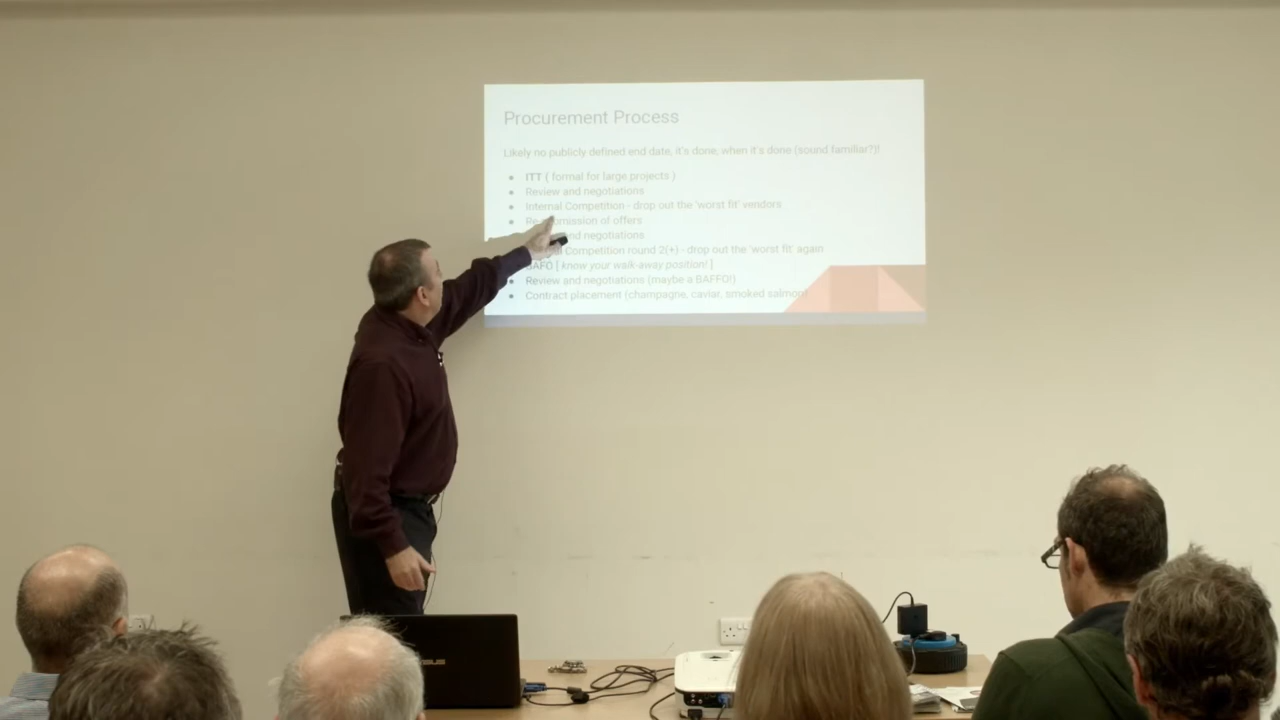 Procurement Process
Likely no publicly defined end date, it's done, when it's done (sound familiar?)!
ITT ( formal for large projects )
Review and negotiations
Internal Competition - drop out the 'worst fit' vendors
Re mission of offers
nd negotiations
Competition round 2(+) - drop out the 'worst fit' again
BAFO [ know your walk-away position! ]
Review and negotiations (maybe a BAFFO!)
Contract placement (champagne, caviar, smoked salmon)
ASUS